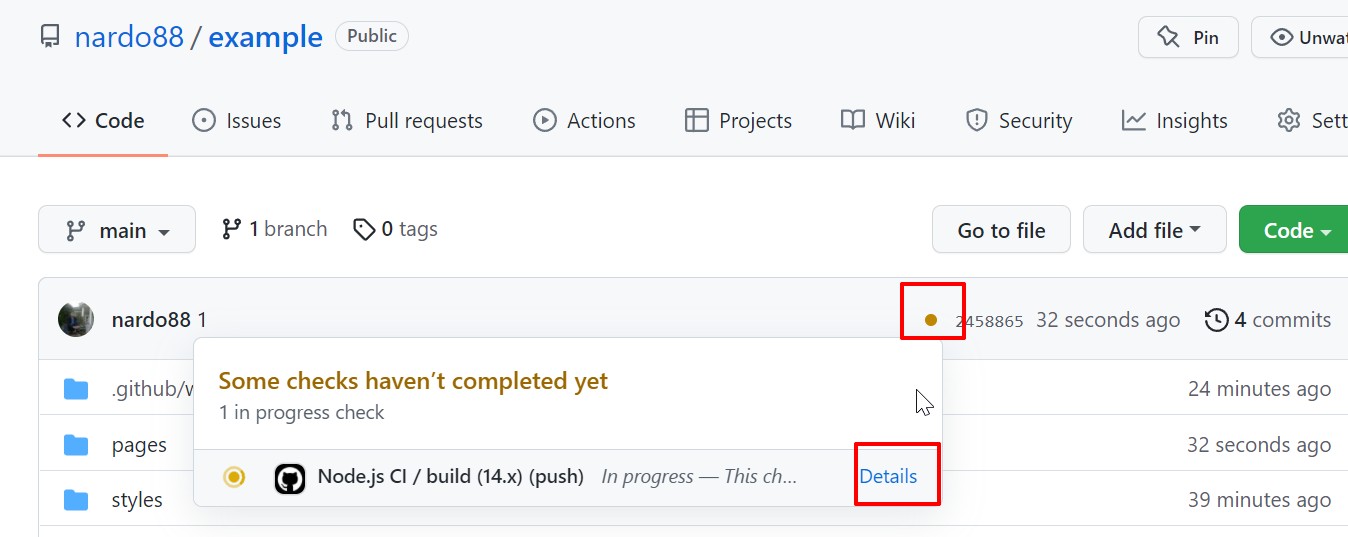 nardo88 / example Public Pin
Code Issues Pull requests Actions Projects Wiki Security Insights
main 1 branch 0 tags Go to file Add file Code
nardo88 1 2458865 32 seconds ago 4 commits
Some checks haven't completed yet
1 in progress check
.github/ 24 minutes ago
pages 32 seconds ago
Node.js CI / build (14.x) (push) In progress — This ch... Details
styles 39 minutes ago